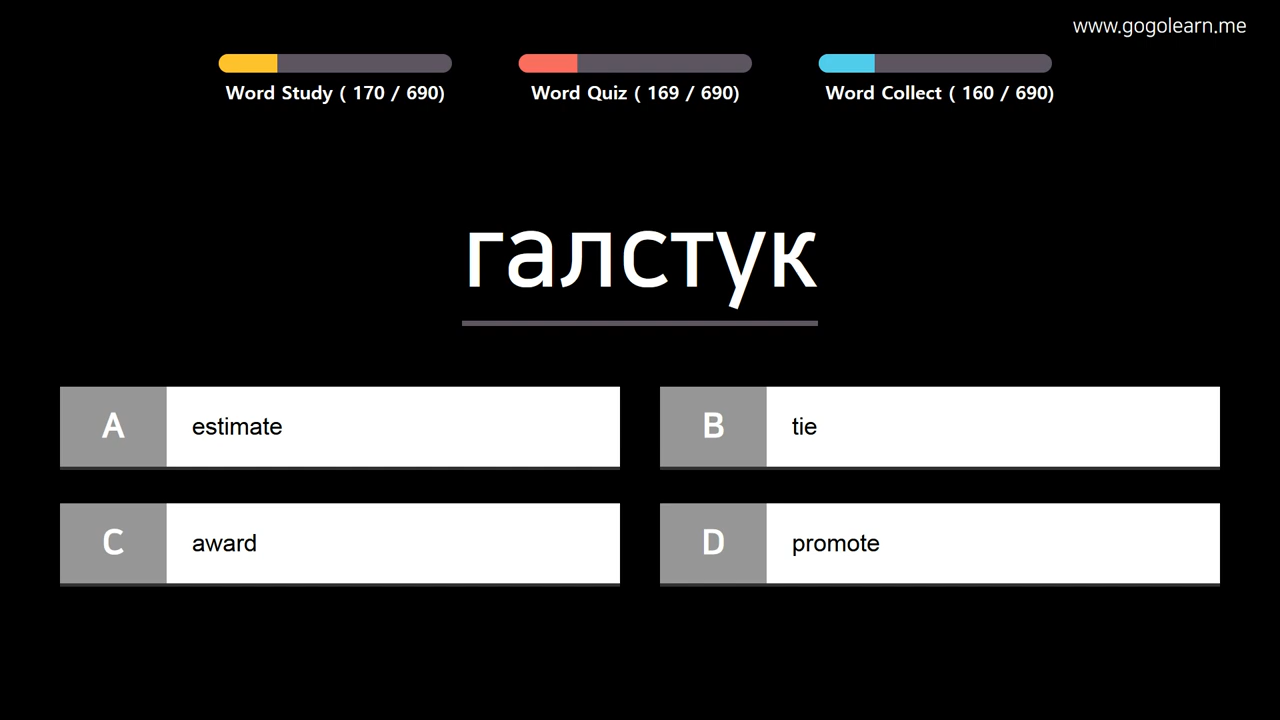 www.gogolearn.me
Word Study ( 170 / 690)
Word Quiz ( 169 / 690)
Word Collect ( 160 / 690)
галстук
A estimate
B tie
C award
D promote